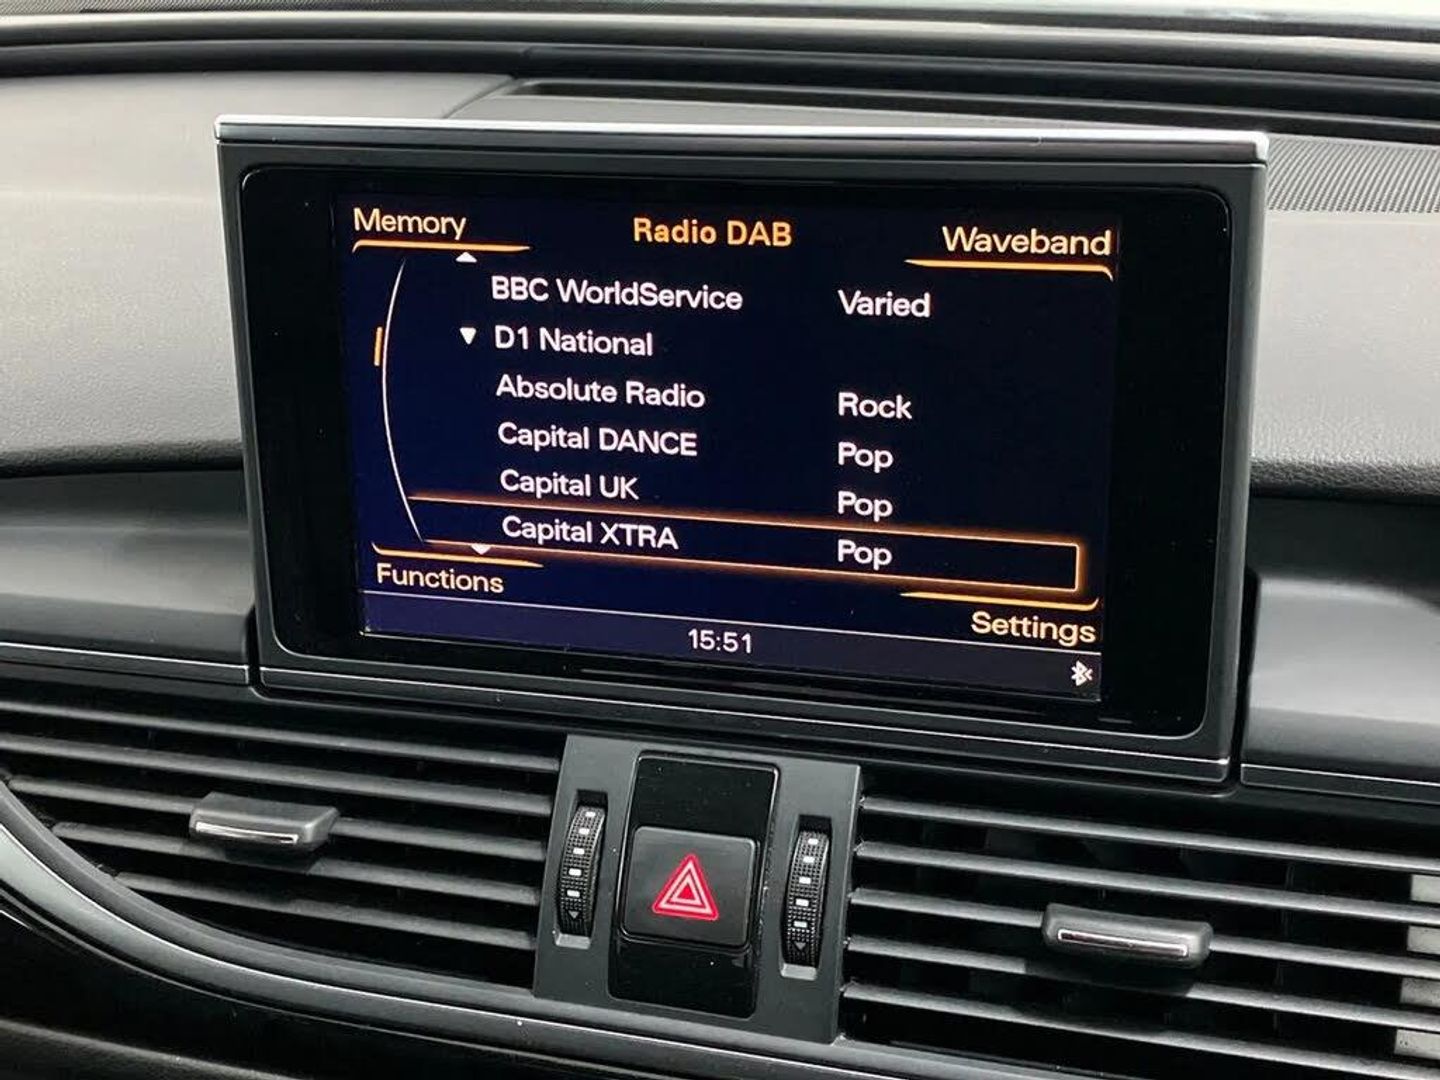 Memory Radio DAB Waveband
BBC WorldService Varied
D1 National
Absolute Radio Rock
Capital DANCE Pop
Capital UK Pop
Capital XTRA Pop
Functions Settings
15:51